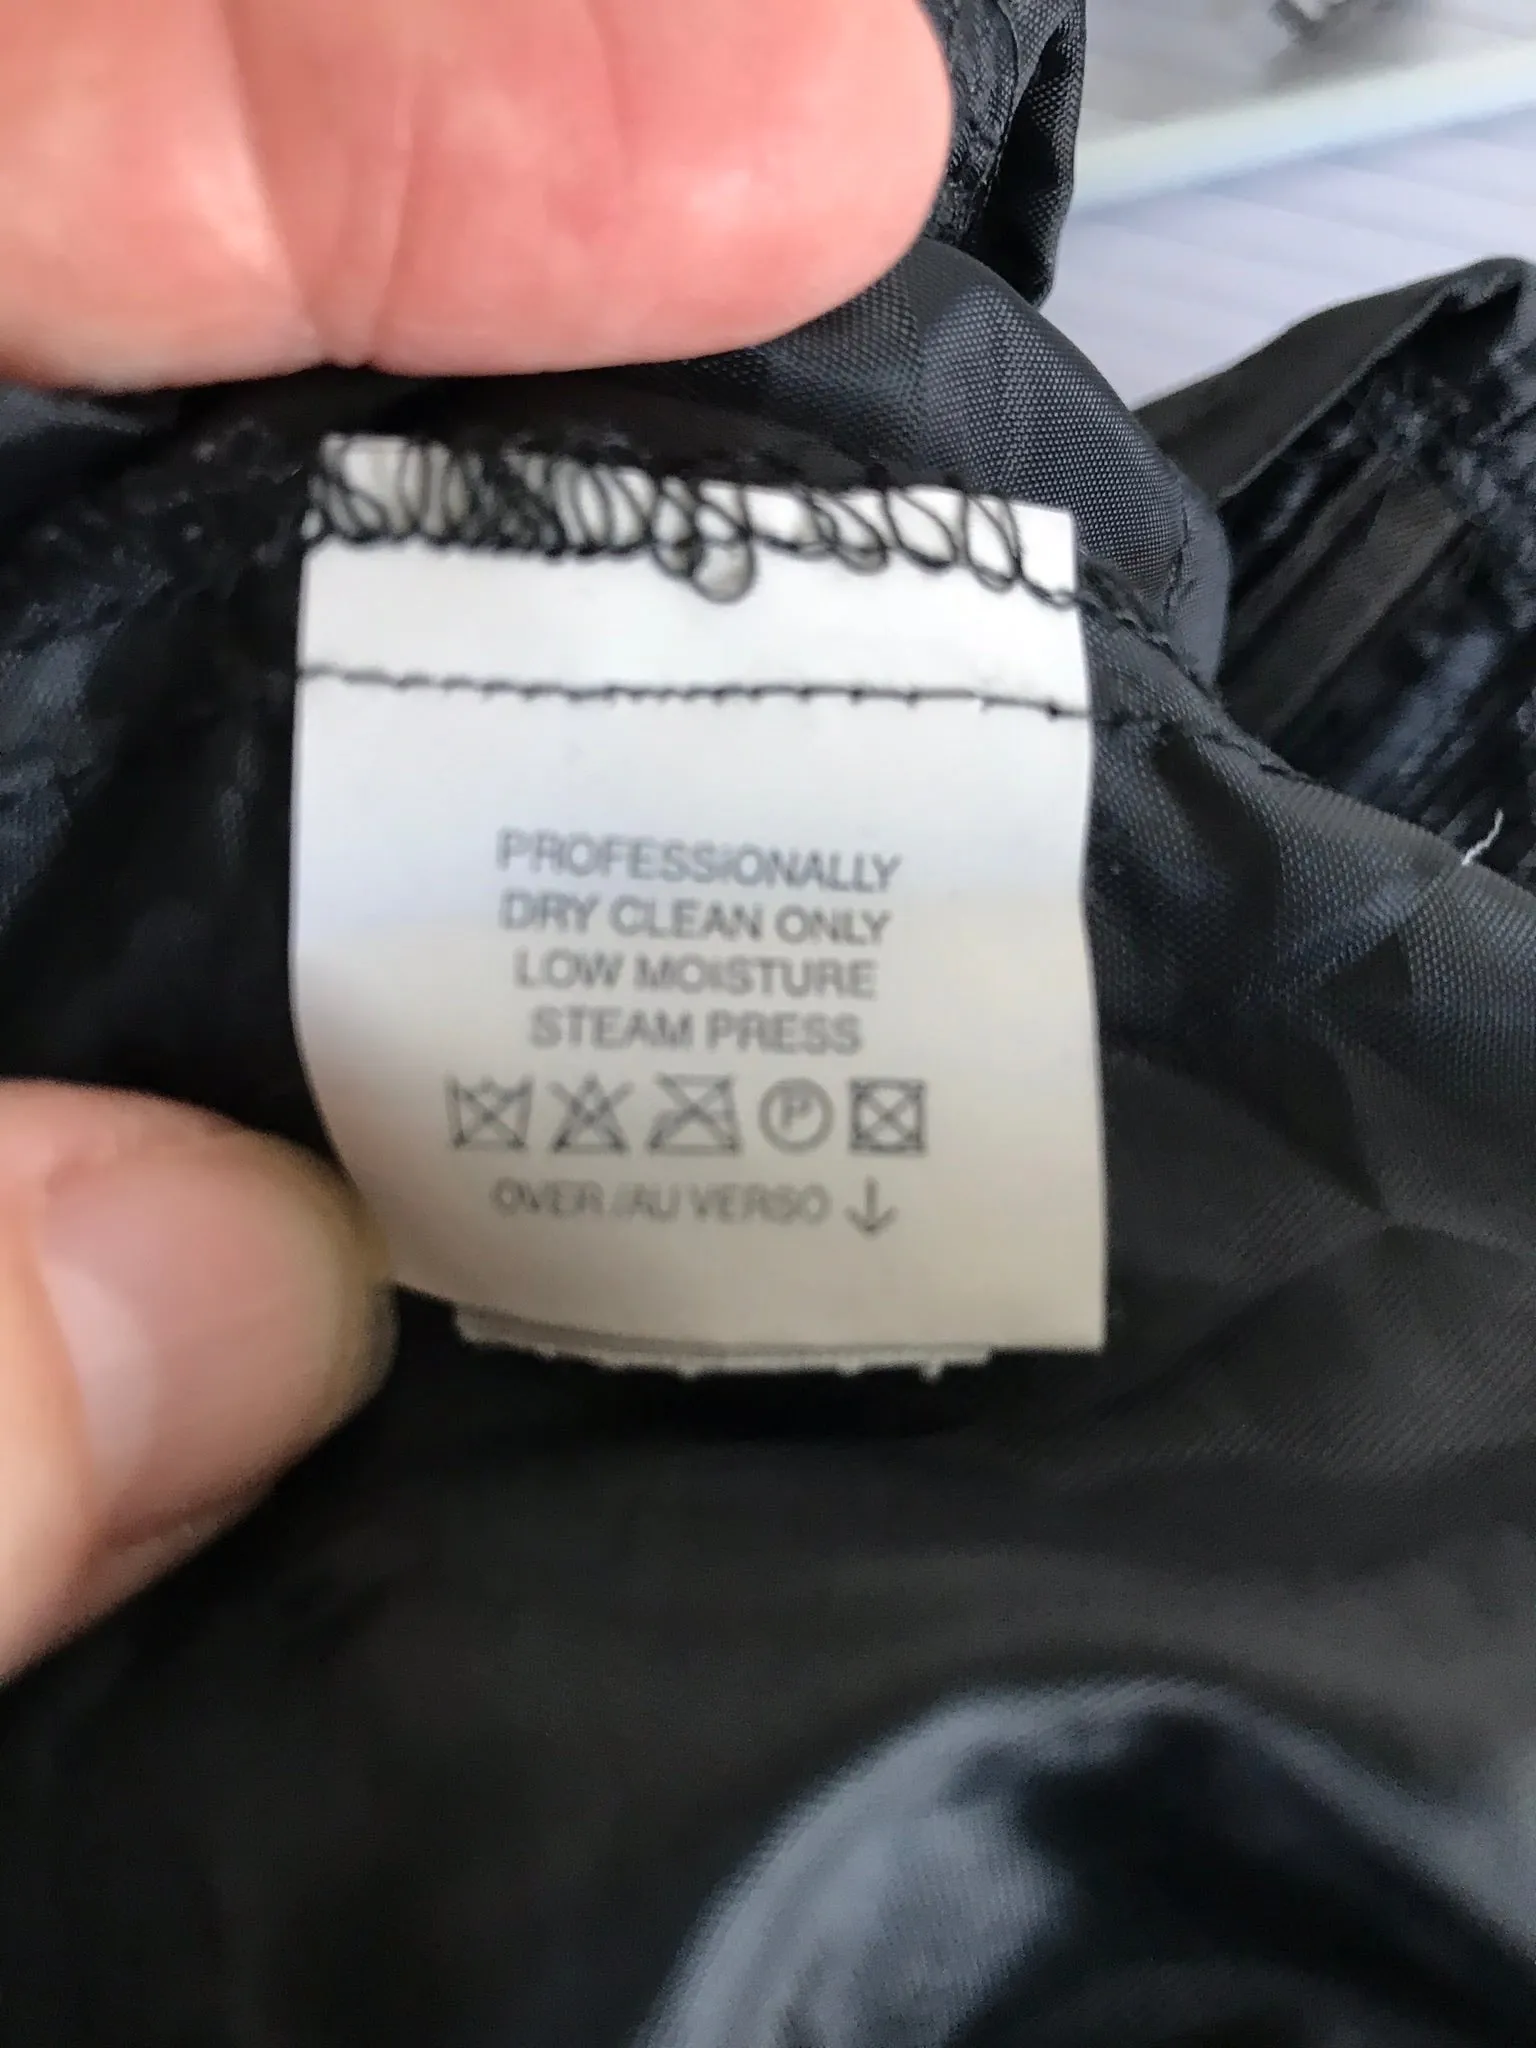 PROFESSIONALLY
DRY CLEAN ONLY
LOW MOISTURE
STEAM PRESS
P
OVER /AU VERSO ↓